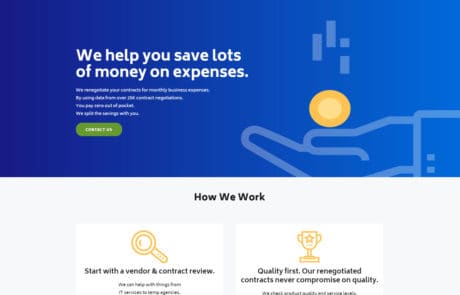 We help you save lots
of money on expenses.
We renegotiate your contracts for monthly business expenses.
By using data from over 25K contract negotiations.
You pay zero out of pocket.
We split the savings with you.
CONTACT US
How We Work
Start with a vendor & contract review.
We can help with things from
IT services to temp agencies,
Quality first. Our renegotiated
contracts never compromise on quality.
We check product quality and service levels.